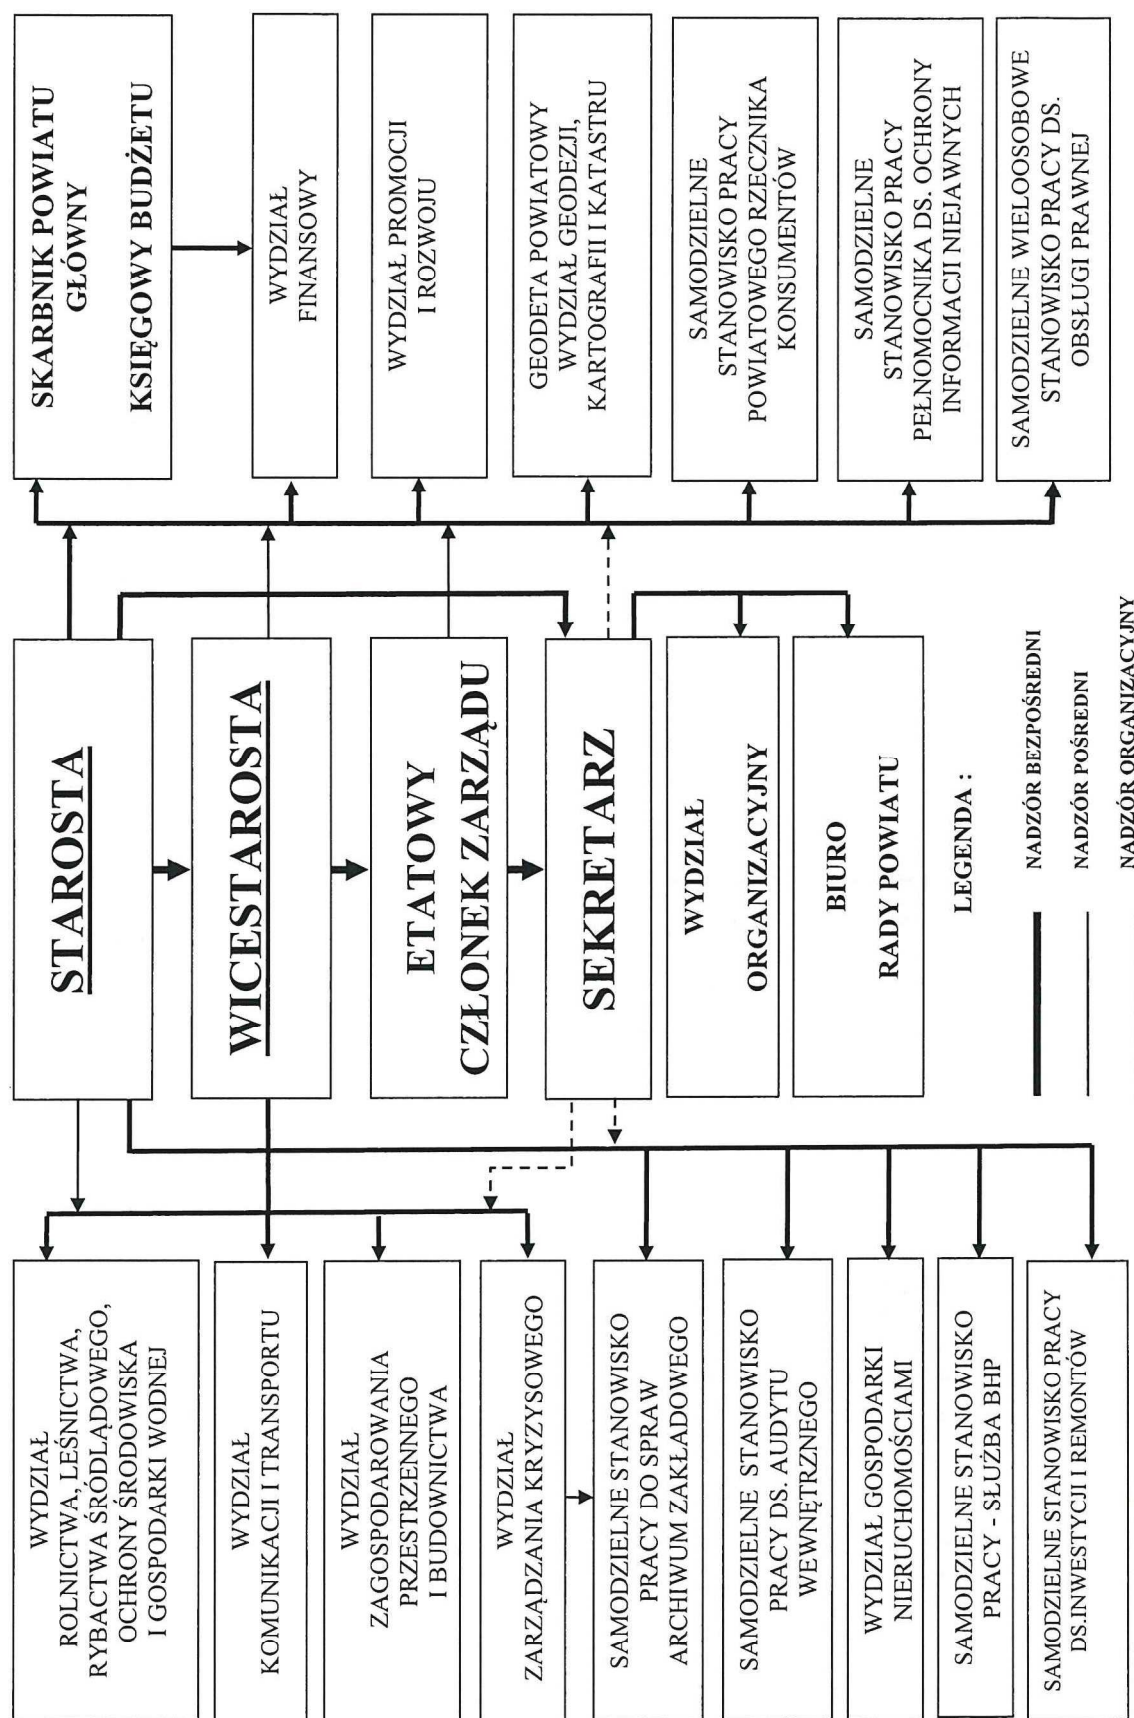 WYDZIAŁ
ROLNICTWA, LEŚNICTWA,
RYBACTWA ŚRÓDLĄDOWEGO,
OCHRONY ŚRODOWISKA
I GOSPODARKI WODNEJ
WYDZIAŁ
KOMUNIKACJI I TRANSPORTU
WYDZIAŁ
ZAGOSPODAROWANIA
PRZESTRZENNEGO
I BUDOWNICTWA
WYDZIAŁ
ZARZĄDZANIA KRYZYSOWEGO
SAMODZIELNE STANOWISKO
PRACY DO SPRAW
ARCHIWUM ZAKŁADOWEGO
SAMODZIELNE STANOWISKO
PRACY DS. AUDYTU
WEWNĘTRZNEGO
WYDZIAŁ GOSPODARKI
NIERUCHOMOŚCIAMI
SAMODZIELNE STANOWISKO
PRACY - SŁUŻBA BHP
SAMODZIELNE STANOWISKO PRACY
DS.INWESTYCJI I REMONTÓW
STAROSTA
WICESTAROSTA
ETATOWY
CZŁONEK ZARZĄDU
SEKRETARZ
WYDZIAŁ
ORGANIZACYJNY
BIURO
RADY POWIATU
LEGENDA :
NADZÓR BEZPOŚREDNI
NADZÓR POŚREDNI
NADZÓR ORGANIZACYJNY
SKARBNIK POWIATU
GŁÓWNY
KSIĘGOWY BUDŻETU
WYDZIAŁ
FINANSOWY
WYDZIAŁ PROMOCJI
I ROZWOJU
GEODETA POWIATOWY
WYDZIAŁ GEODEZJI,
KARTOGRAFII I KATASTRU
SAMODZIELNE
STANOWISKO PRACY
POWIATOWEGO RZECZNIKA
KONSUMENTÓW
SAMODZIELNE
STANOWISKO PRACY
PEŁNOMOCNIKA DS. OCHRONY
INFORMACJI NIEJAWNYCH
SAMODZIELNE WIELOOSOBOWE
STANOWISKO PRACY DS.
OBSŁUGI PRAWNEJ